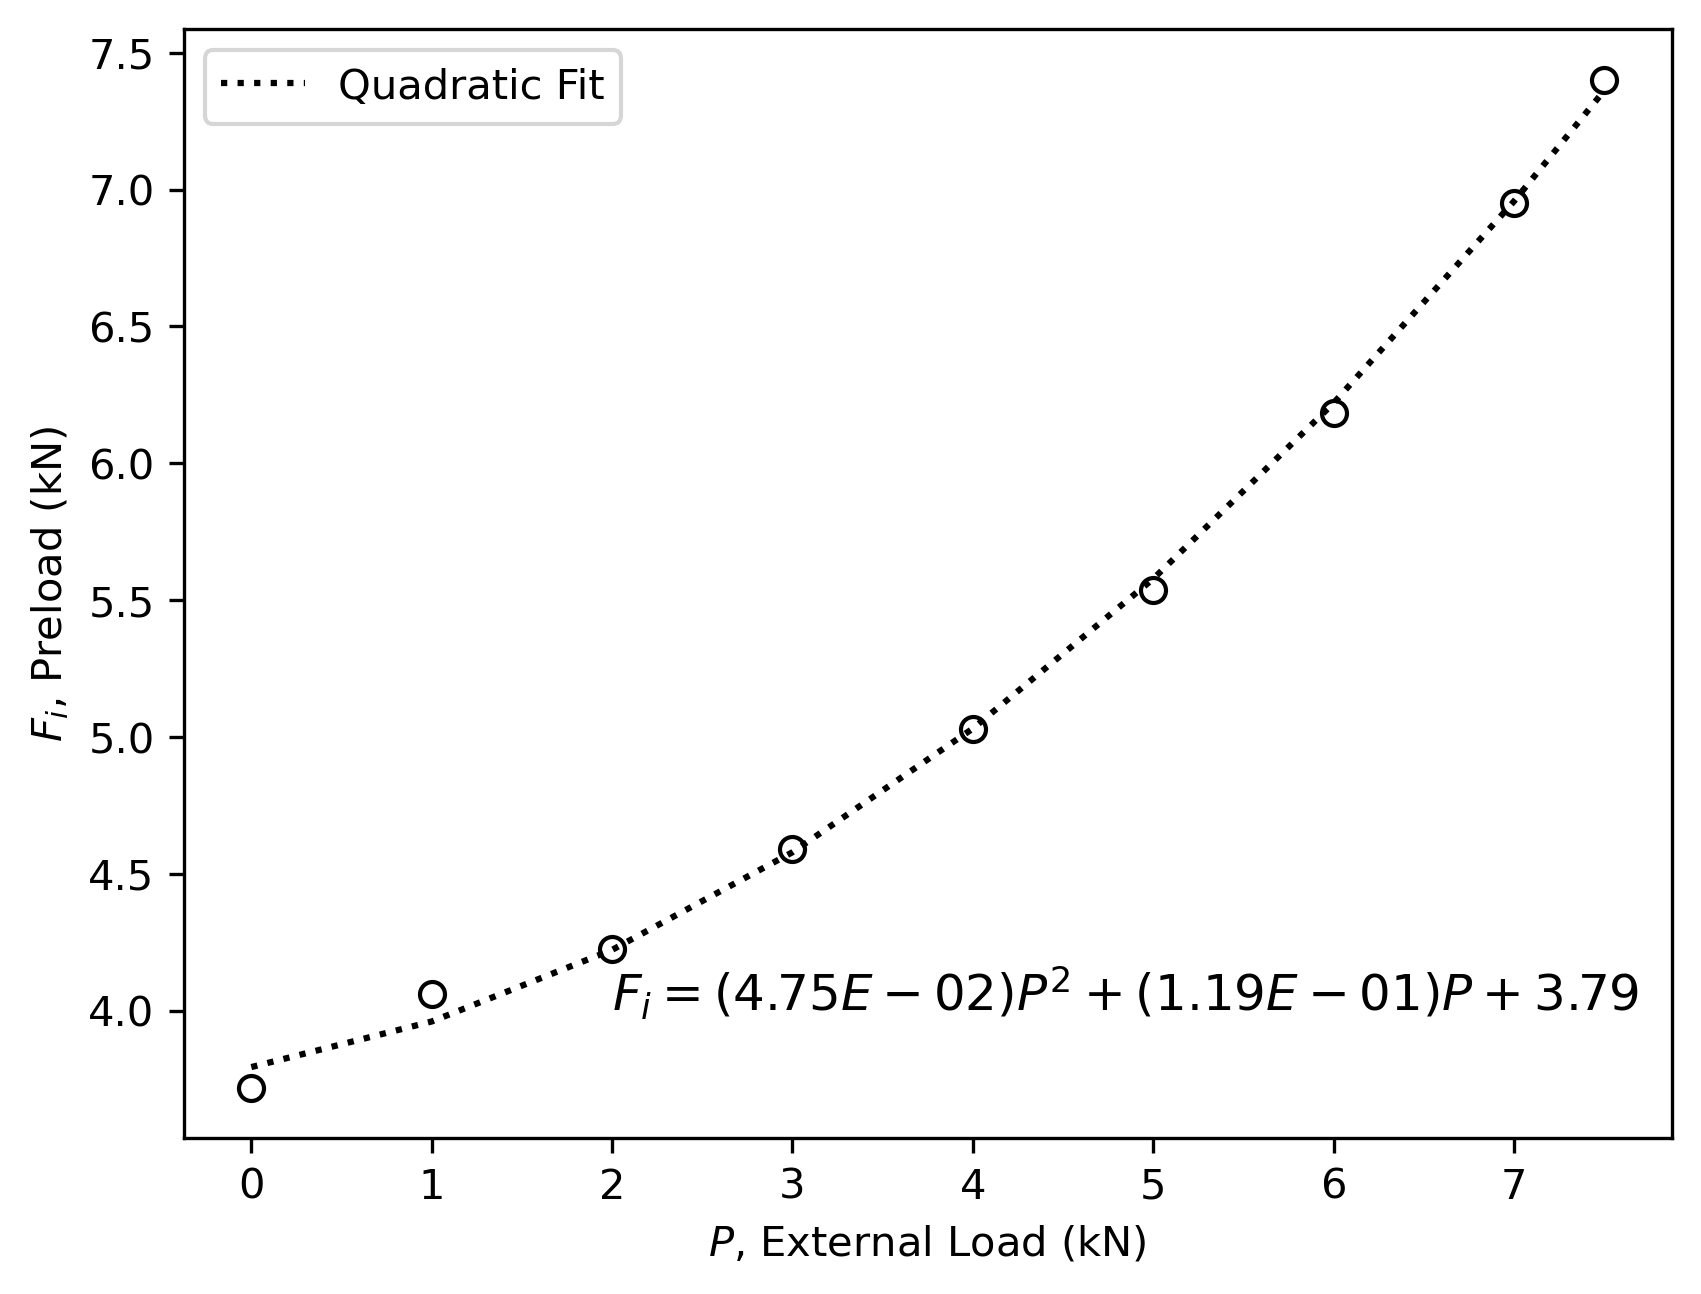 Quadratic Fit
7.5
7.0
6.5
6.0
5.5
5.0
4.5
4.0
F_i, Preload (kN)
F_i = (4.75E − 02)P² + (1.19E − 01)P + 3.79
0 1 2 3 4 5 6 7
P, External Load (kN)